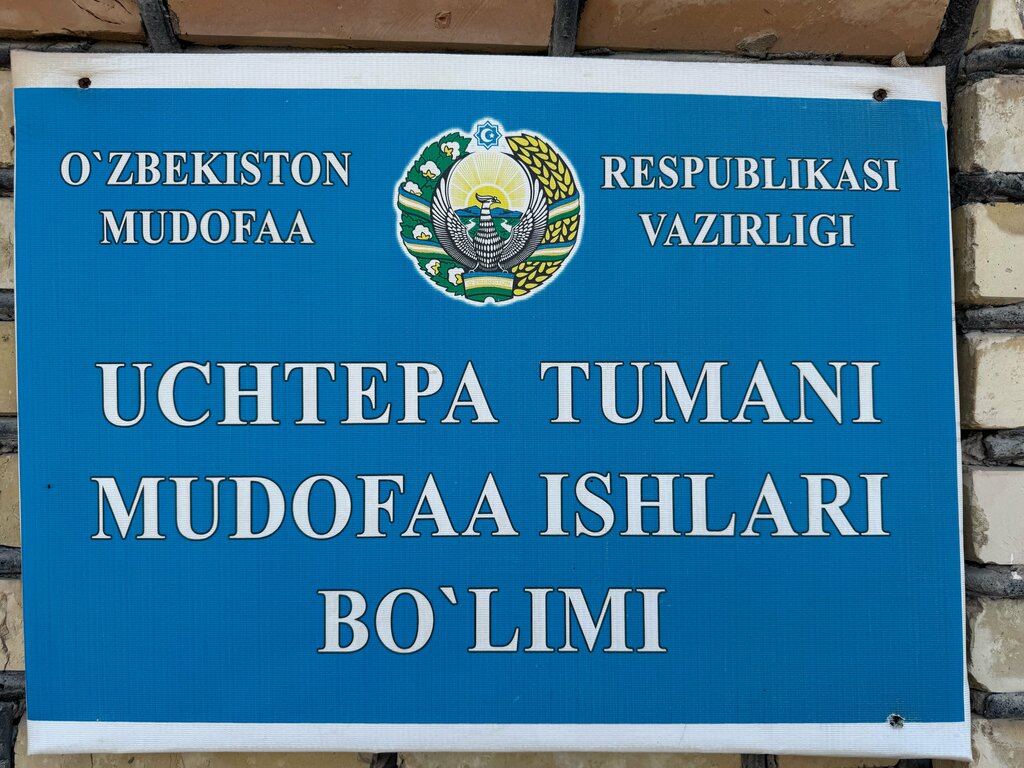 O`ZBEKISTON RESPUBLIKASI
MUDOFAA VAZIRLIGI
UCHTEPA TUMANI
MUDOFAA ISHLARI
BO`LIMI